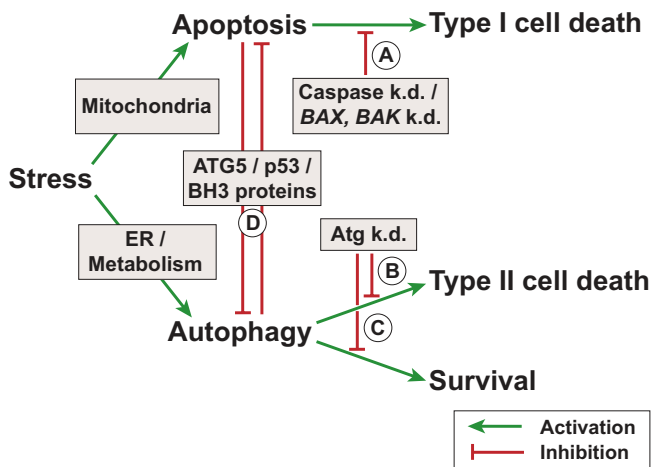 Apoptosis
Type I cell death
A
Mitochondria
Caspase k.d. /
BAX, BAK k.d.
Stress
ATG5 / p53 /
BH3 proteins
D
Atg k.d.
ER /
Metabolism
B
Type II cell death
Autophagy
C
Survival
Activation
Inhibition